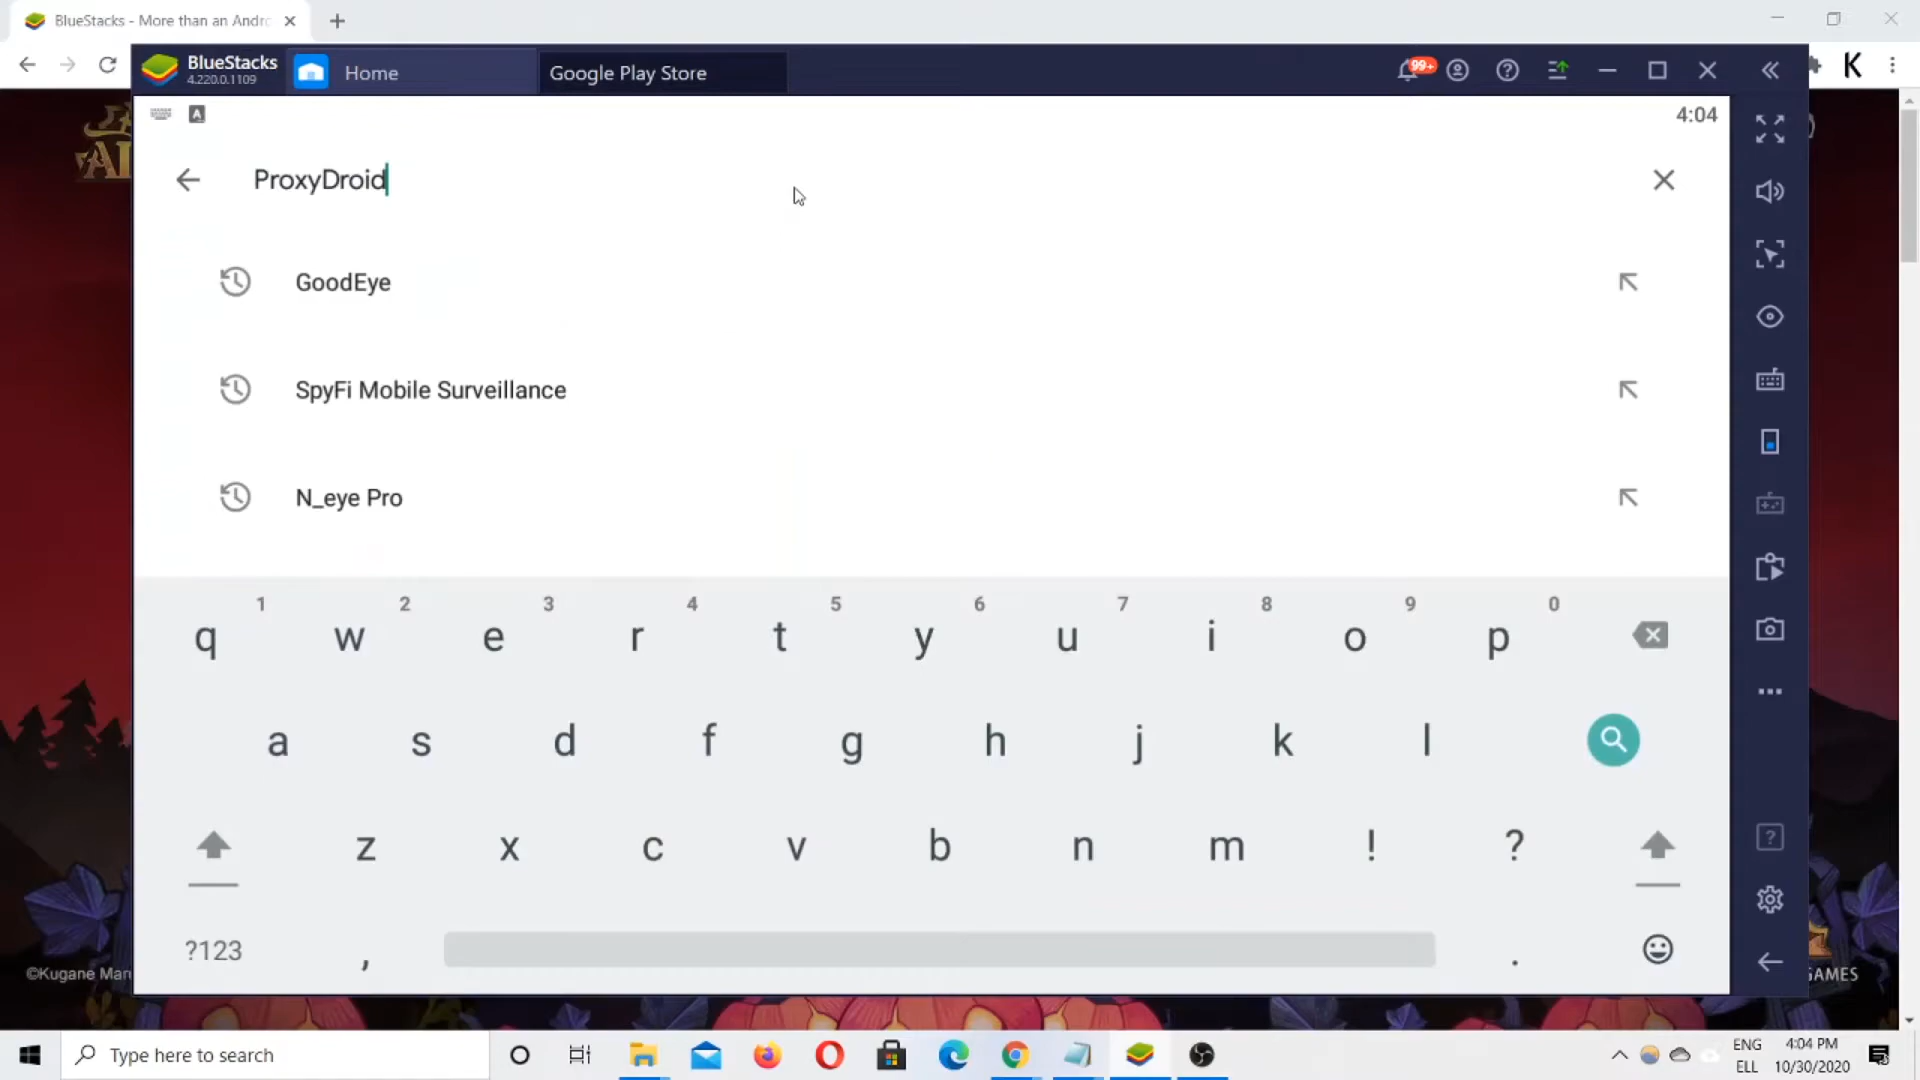 BlueStacks - More than an Andro
BlueStacks
4.220.0.1109
Home
Google Play Store
99+
K
A
4:04
ProxyDroid
GoodEye
SpyFi Mobile Surveillance
N_eye Pro
1 2 3 4 5 6 7 8 9 0
q w e r t y u i o p
a s d f g h j k l
z x c v b n m ! ?
?123 , .
©Kugane Man
GAMES
Type here to search
ENG
ELL
4:04 PM
10/30/2020